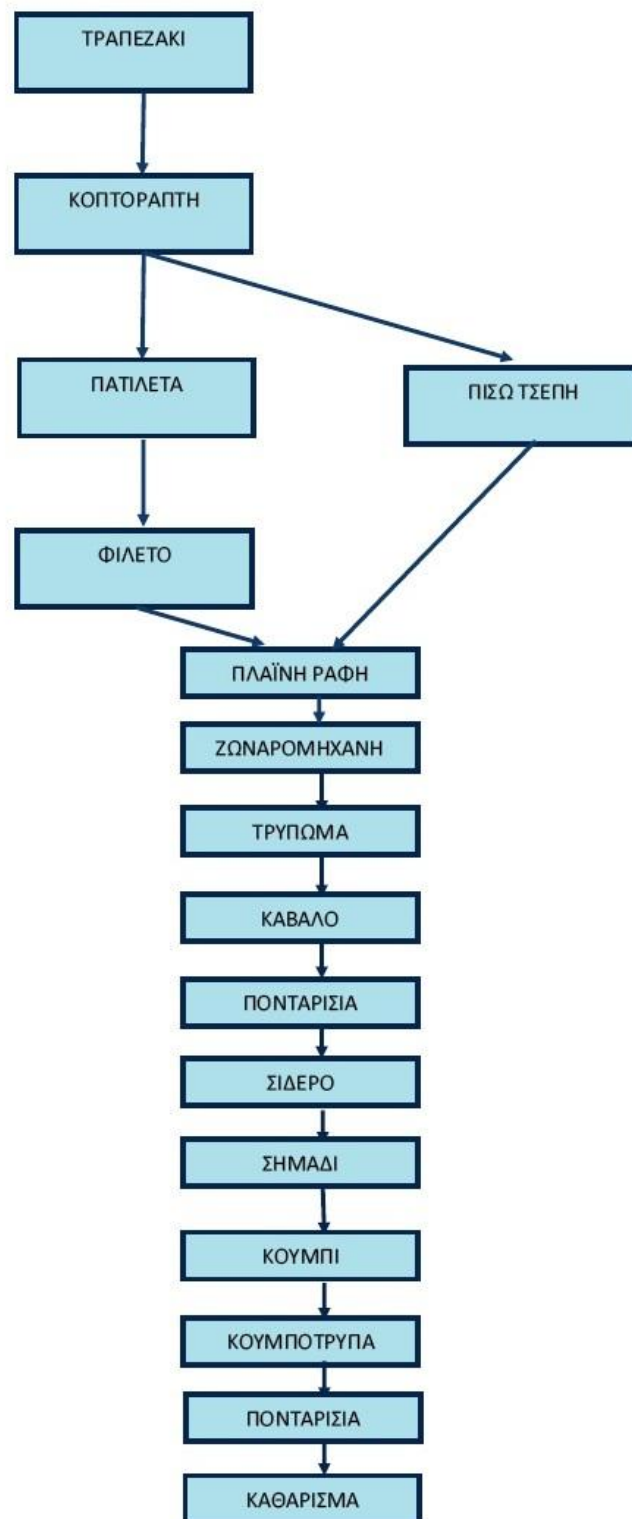 ΤΡΑΠΕΖΑΚΙ
ΚΟΠΤΟΡΑΠΤΗ
ΠΑΤΙΛΕΤΑ
ΠΙΣΩ ΤΣΕΠΗ
ΦΙΛΕΤΟ
ΠΛΑΪΝΗ ΡΑΦΗ
ΖΩΝΑΡΟΜΗΧΑΝΗ
ΤΡΥΠΩΜΑ
ΚΑΒΑΛΟ
ΠΟΝΤΑΡΙΣΙΑ
ΣΙΔΕΡΟ
ΣΗΜΑΔΙ
ΚΟΥΜΠΙ
ΚΟΥΜΠΟΤΡΥΠΑ
ΠΟΝΤΑΡΙΣΙΑ
ΚΑΘΑΡΙΣΜΑ